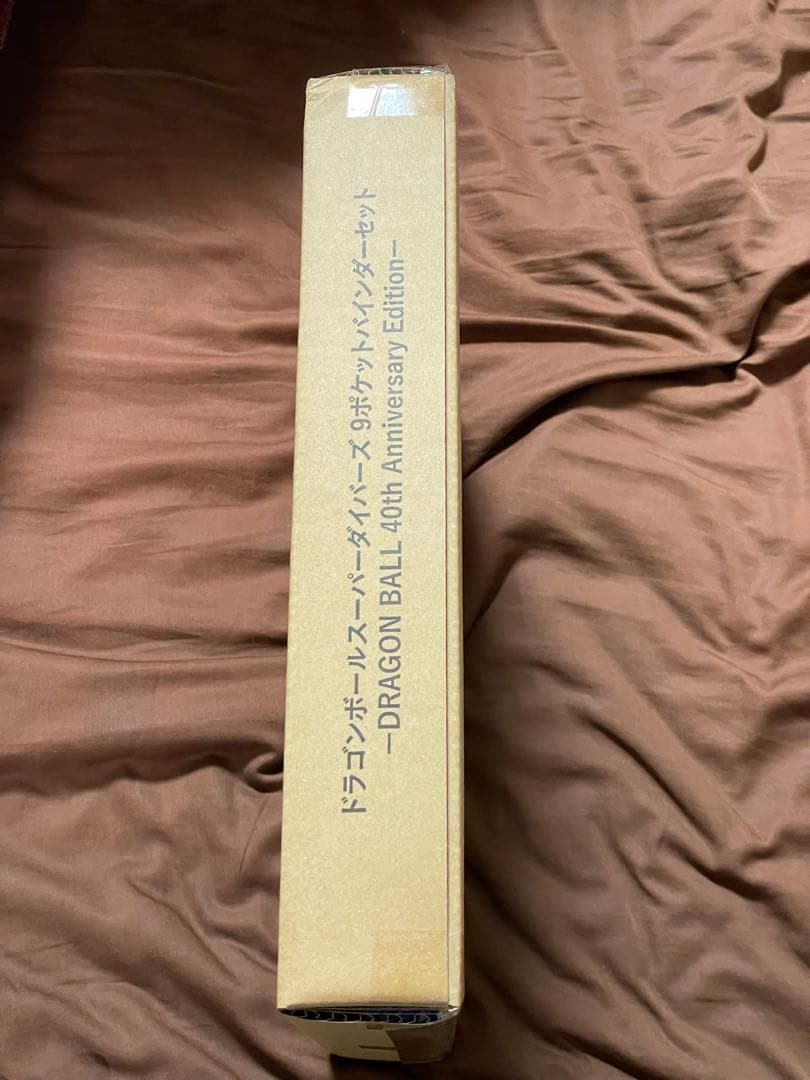 ドラゴンボールスーパーダイバーズ 9ポケットバインダーセット
−DRAGON BALL 40th Anniversary Edition−